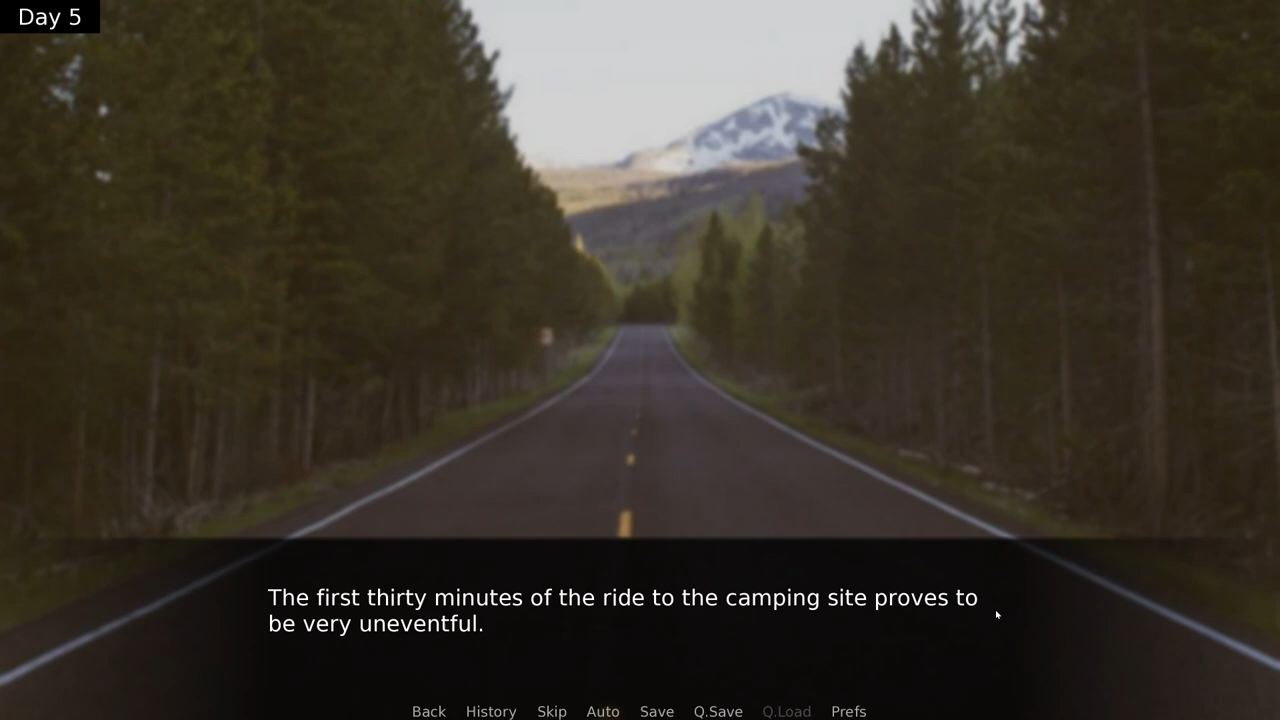 Day 5
The first thirty minutes of the ride to the camping site proves to
be very uneventful.
Back History Skip Auto Save Q.Save Q.Load Prefs